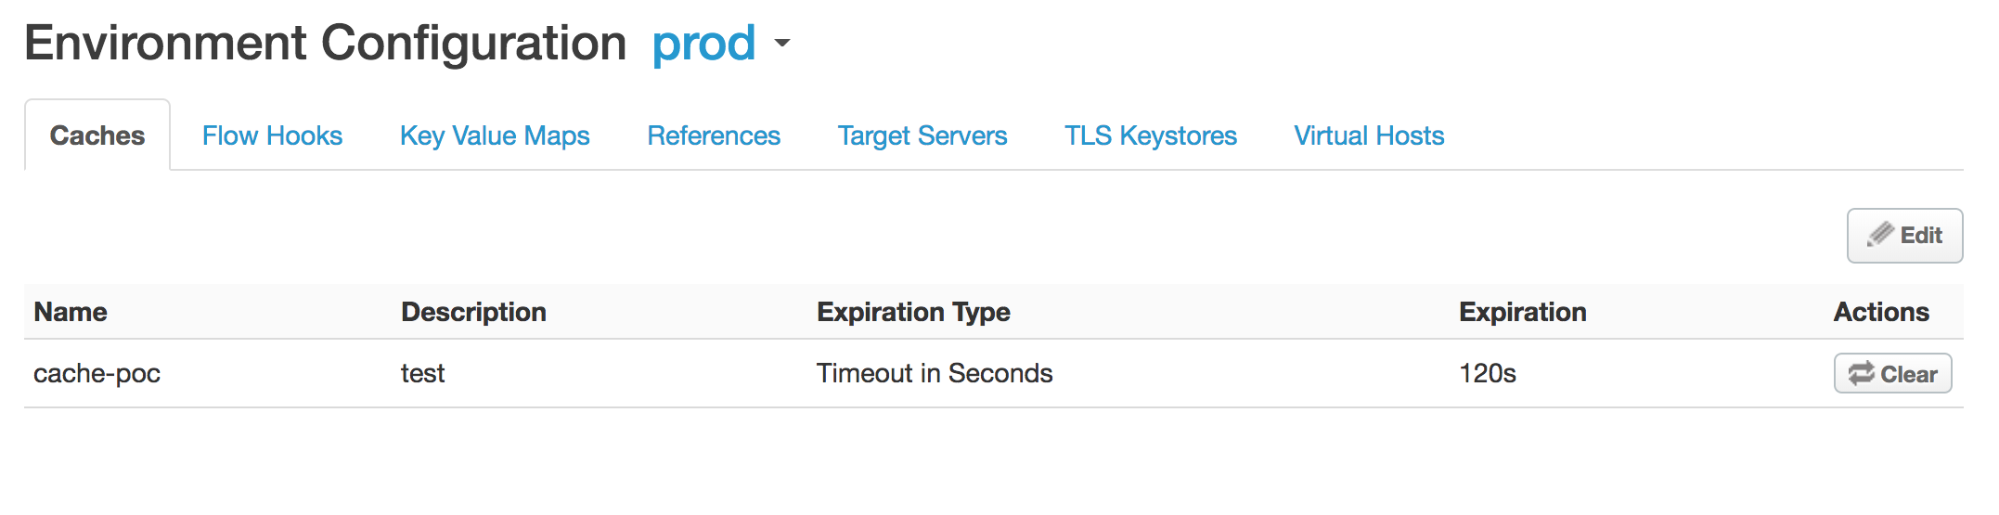 Environment Configuration prod
Caches Flow Hooks Key Value Maps References Target Servers TLS Keystores Virtual Hosts
Edit
Name Description Expiration Type Expiration Actions
cache-poc test Timeout in Seconds 120s Clear